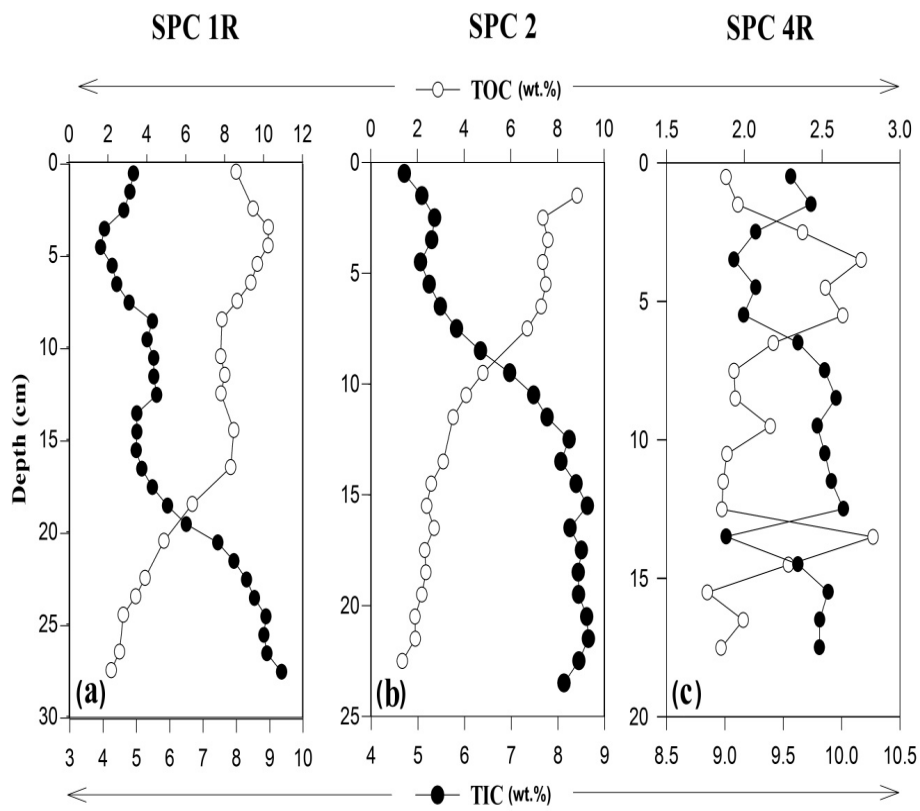 SPC 1R SPC 2 SPC 4R
TOC (wt.%)
0 2 4 6 8 10 12 0 2 4 6 8 10 1.5 2.0 2.5 3.0
0 0 0
5 5 5
10 10 10
15 15 15
20 20 20
25 25
30
Depth (cm)
(a) (b) (c)
3 4 5 6 7 8 9 10 4 5 6 7 8 9 8.5 9.0 9.5 10.0 10.5
TIC (wt.%)